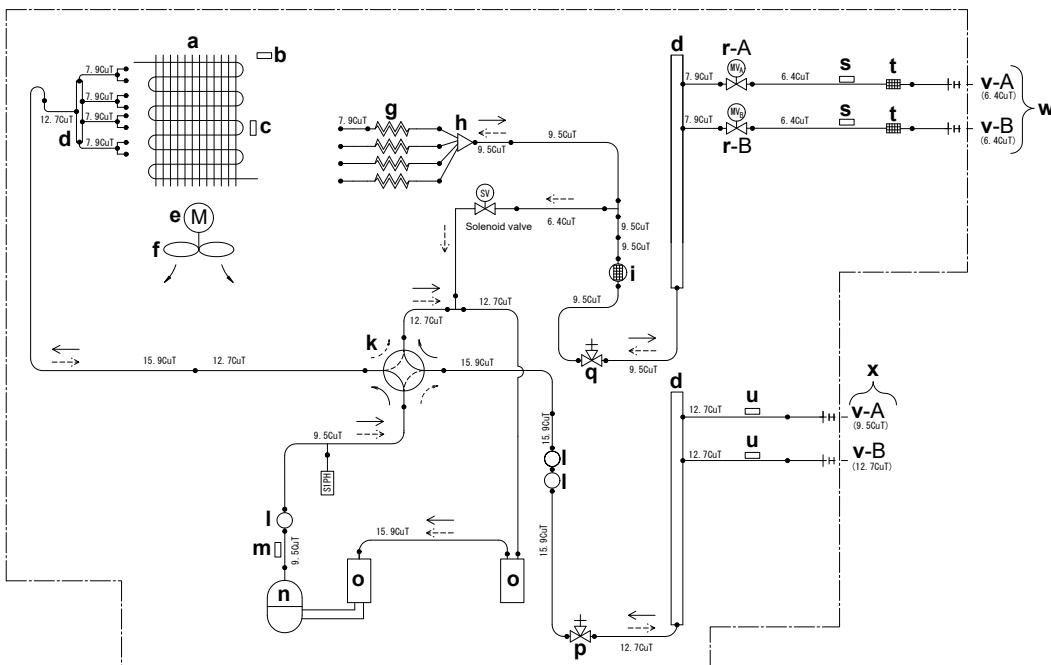 a
b
7.9CuT
7.9CuT
7.9CuT
7.9CuT
12.7CuT
d
c
e M
f
g
7.9CuT
h
9.5CuT
9.5CuT
SV
Solenoid valve
6.4CuT
9.5CuT
9.5CuT
i
9.5CuT
q
9.5CuT
d
r-A
MVA
7.9CuT
6.4CuT
s
t
v-A
(6.4CuT)
w
MVB
7.9CuT
6.4CuT
s
t
v-B
(6.4CuT)
r-B
12.7CuT
12.7CuT
k
15.9CuT
12.7CuT
15.9CuT
9.5CuT
S1PH
l
m
9.5CuT
n
15.9CuT
o
o
15.9CuT
l
l
15.9CuT
p
12.7CuT
d
x
12.7CuT
u
v-A
(9.5CuT)
12.7CuT
u
v-B
(12.7CuT)